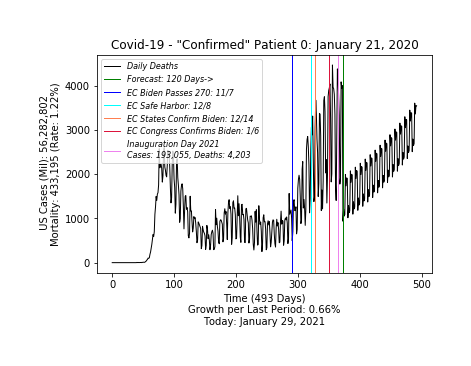 Covid-19 - "Confirmed" Patient 0: January 21, 2020
Daily Deaths
Forecast: 120 Days->
EC Biden Passes 270: 11/7
EC Safe Harbor: 12/8
EC States Confirm Biden: 12/14
EC Congress Confirms Biden: 1/6
Inauguration Day 2021
Cases: 193,055, Deaths: 4,203
US Cases (Mil): 56,282,802
Mortality: 433,195 (Rate: 1.22%)
4000
3000
2000
1000
0
0 100 200 300 400 500
Time (493 Days)
Growth per Last Period: 0.66%
Today: January 29, 2021